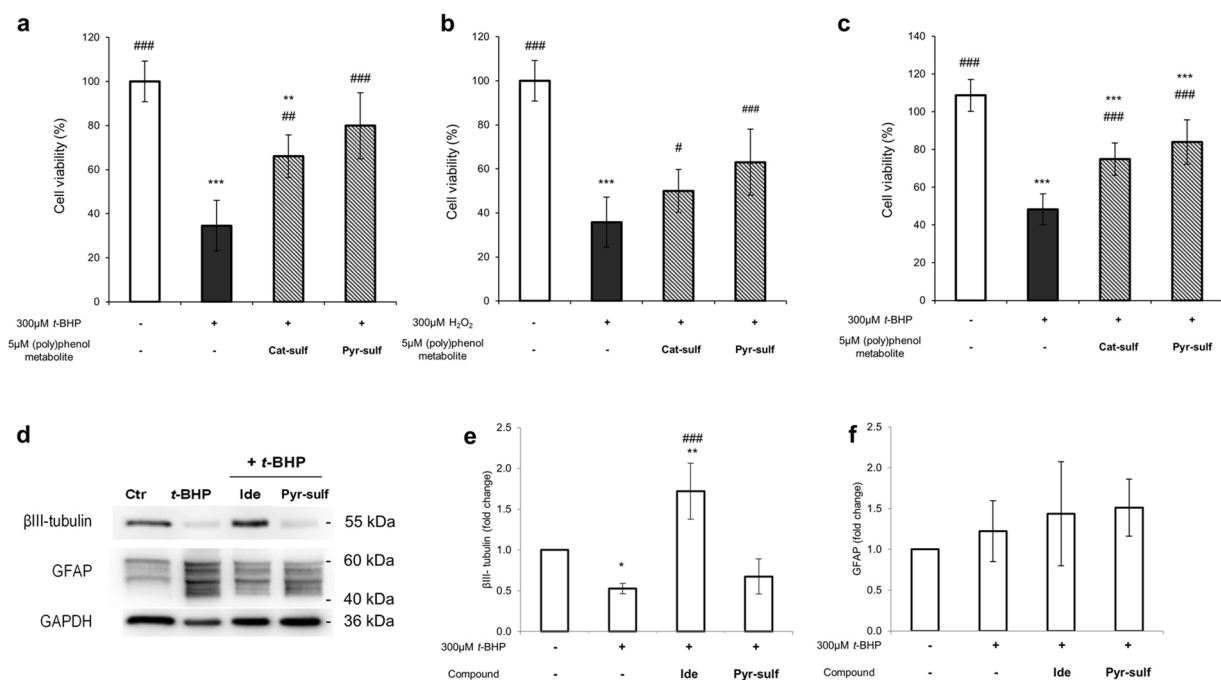 a
120
100
80
60
40
20
0
Cell viability (%)
###
***
**
##
###
300µM t-BHP - + + +
5µM (poly)phenol
metabolite
- - Cat-sulf Pyr-sulf
b
120
100
80
60
40
20
0
Cell viability (%)
###
***
#
###
300µM H₂O₂ - + + +
5µM (poly)phenol
metabolite
- - Cat-sulf Pyr-sulf
c
140
120
100
80
60
40
20
0
Cell viability (%)
###
***
***
###
***
###
300µM t-BHP - + + +
5µM (poly)phenol
metabolite
- - Cat-sulf Pyr-sulf
d
+ t-BHP
Ctr t-BHP Ide Pyr-sulf
βIII-tubulin - 55 kDa
GFAP - 60 kDa
- 40 kDa
GAPDH - 36 kDa
e
2.5
2.0
1.5
1.0
0.5
0.0
βIII- tubulin (fold change)
*
###
**
300µM t-BHP - + + +
Compound - - Ide Pyr-sulf
f
2.5
2.0
1.5
1.0
0.5
0.0
GFAP (fold change)
300µM t-BHP - + + +
Compound - - Ide Pyr-sulf